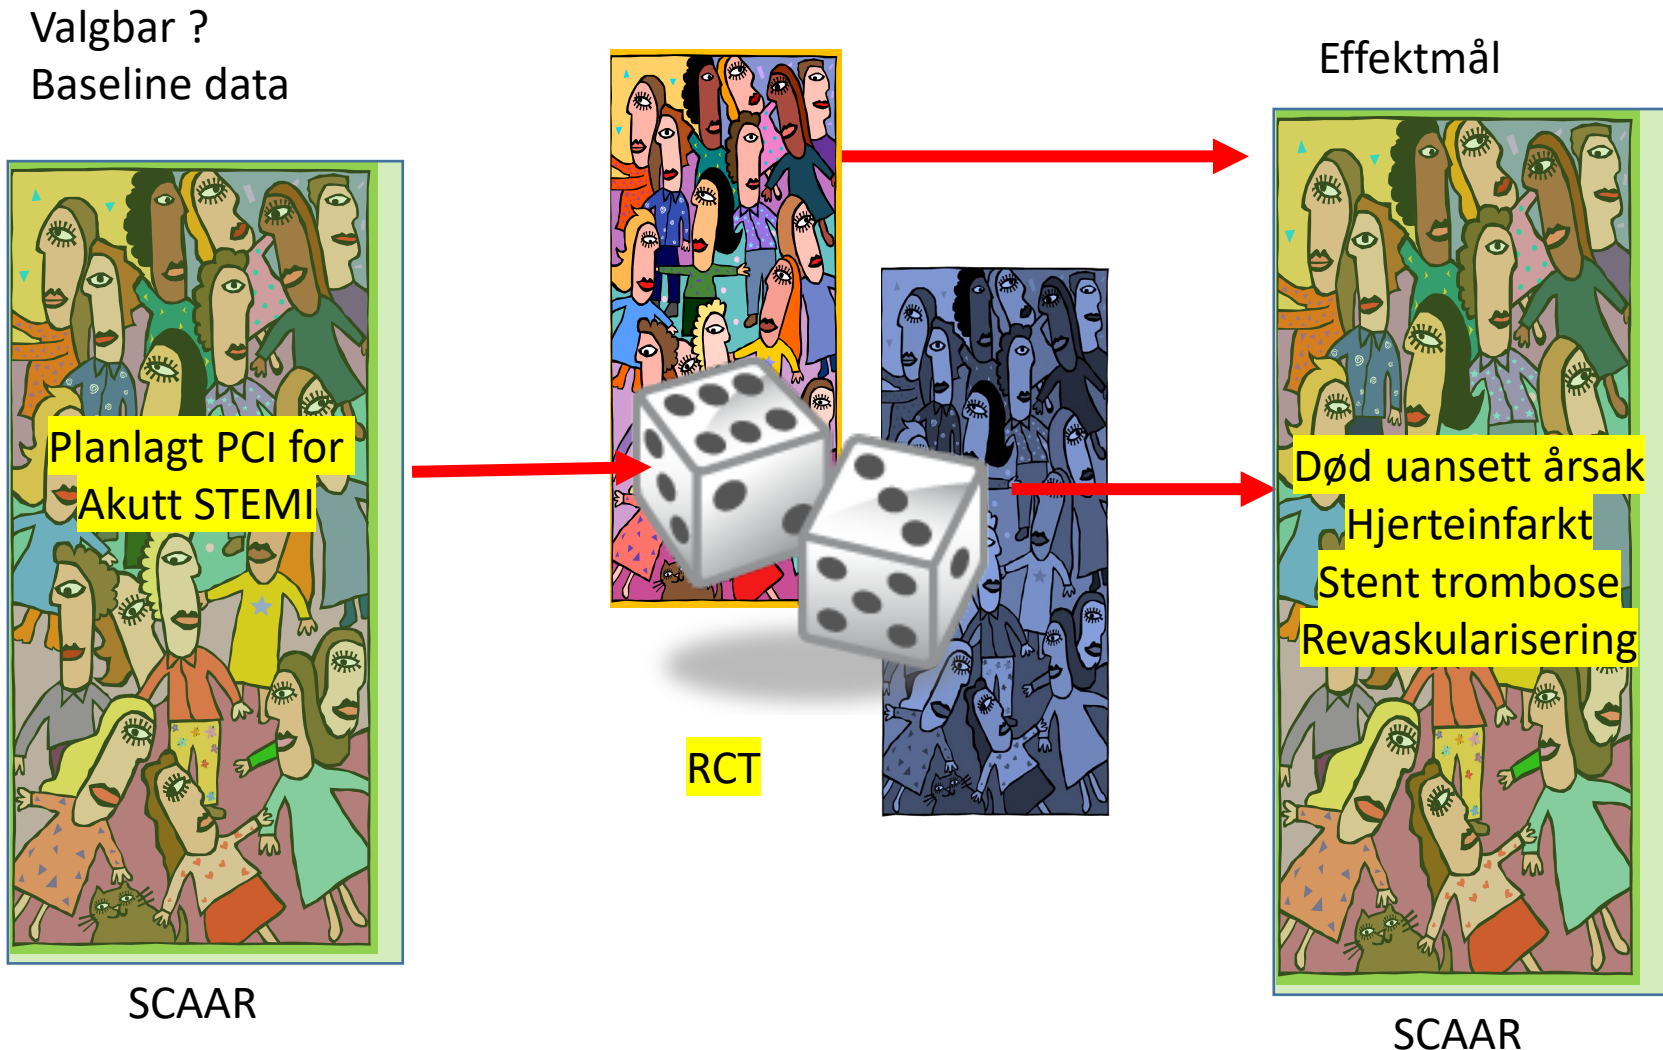 Valgbar ?
Baseline data
Planlagt PCI for
Akutt STEMI
SCAAR
RCT
Effektmål
Død uansett årsak
Hjerteinfarkt
Stent trombose
Revaskularisering
SCAAR